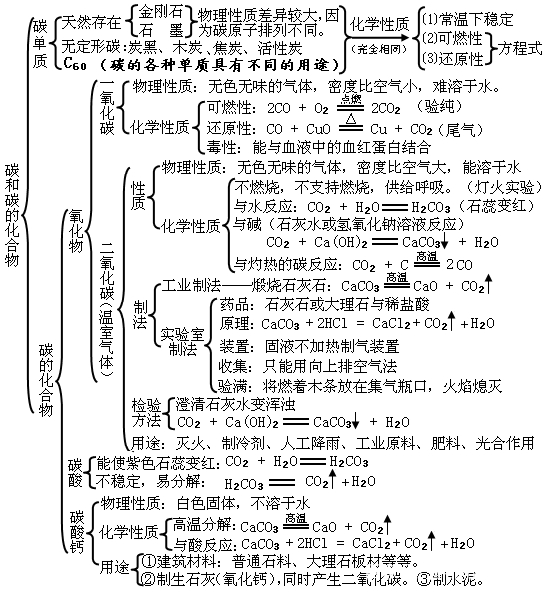 碳和碳的化合物
碳单质
天然存在 金刚石 石墨 物理性质差异较大,因为碳原子排列不同。
无定形碳:炭黑、木炭、焦炭、活性炭
C₆₀(碳的各种单质具有不同的用途)
化学性质
(完全相同)
(1)常温下稳定
(2)可燃性
(3)还原性
方程式
碳的化合物
氧化物
一氧化碳
物理性质:无色无味的气体,密度比空气小,难溶于水。
化学性质
可燃性:2CO + O₂ ══点燃══ 2CO₂ (验纯)
还原性:CO + CuO ══△══ Cu + CO₂(尾气)
毒性:能与血液中的血红蛋白结合
二氧化碳(温室气体)
性质
物理性质:无色无味的气体,密度比空气大,能溶于水
化学性质
不燃烧,不支持燃烧,供给呼吸。(灯火实验)
与水反应:CO₂ + H₂O══H₂CO₃(石蕊变红)
与碱(石灰水或氢氧化钠溶液反应)
CO₂ + Ca(OH)₂══CaCO₃↓ + H₂O
与灼热的碳反应:CO₂ + C ══高温══ 2CO
制法
工业制法——煅烧石灰石:CaCO₃ ══高温══ CaO + CO₂↑
实验室制法
药品:石灰石或大理石与稀盐酸
原理:CaCO₃+2HCl = CaCl₂+CO₂↑+H₂O
装置:固液不加热制气装置
收集:只能用向上排空气法
验满:将燃着木条放在集气瓶口,火焰熄灭
检验方法
澄清石灰水变浑浊
CO₂ + Ca(OH)₂══CaCO₃↓ + H₂O
用途:灭火、制冷剂、人工降雨、工业原料、肥料、光合作用
碳酸
能使紫色石蕊变红:CO₂ + H₂O══H₂CO₃
不稳定,易分解: H₂CO₃ ══ CO₂↑+H₂O
碳酸钙
物理性质:白色固体,不溶于水
化学性质
高温分解:CaCO₃══高温══CaO + CO₂↑
与酸反应:CaCO₃+2HCl = CaCl₂+CO₂↑+H₂O
用途
①建筑材料:普通石料、大理石板材等等。
②制生石灰(氧化钙),同时产生二氧化碳。③制水泥。